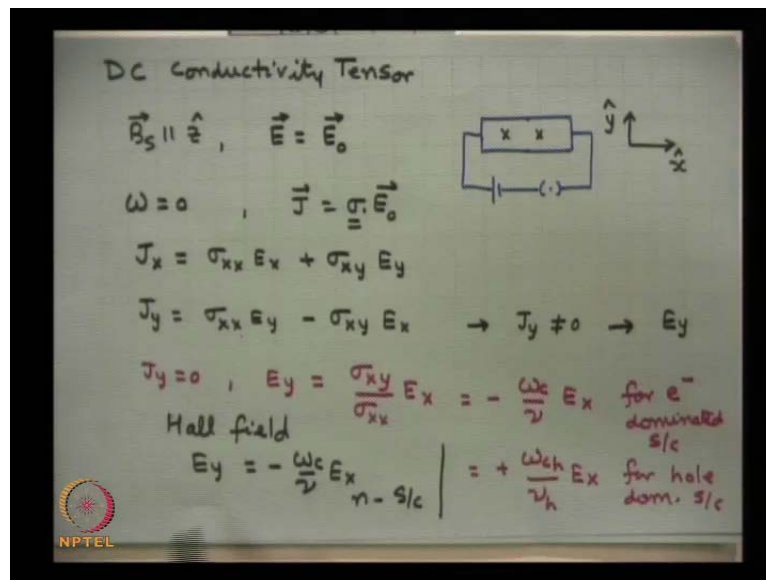 DC Conductivity Tensor
B⃗s || ẑ , E⃗ = E⃗₀
x x
ŷ
x̂
ω = 0 , J⃗ = σ̳ · E⃗₀
Jx = σxx Ex + σxy Ey
Jy = σxx Ey - σxy Ex → Jy ≠ 0 → Ey
Jy = 0 , Ey = σxy/σxx Ex = - ωc/ν Ex for e⁻ dominated s/c
Hall field
Ey = - ωc/ν Ex n - s/c | = + ωch/νh Ex for hole dom. s/c
NPTEL